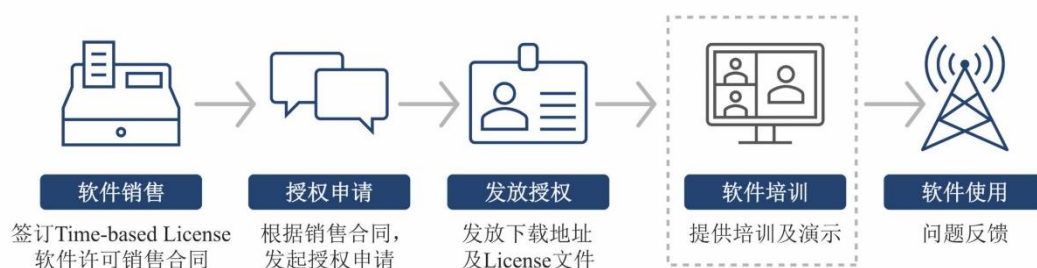 软件销售
签订Time-based License
软件许可销售合同
授权申请
根据销售合同，
发起授权申请
发放授权
发放下载地址
及License文件
软件培训
提供培训及演示
软件使用
问题反馈